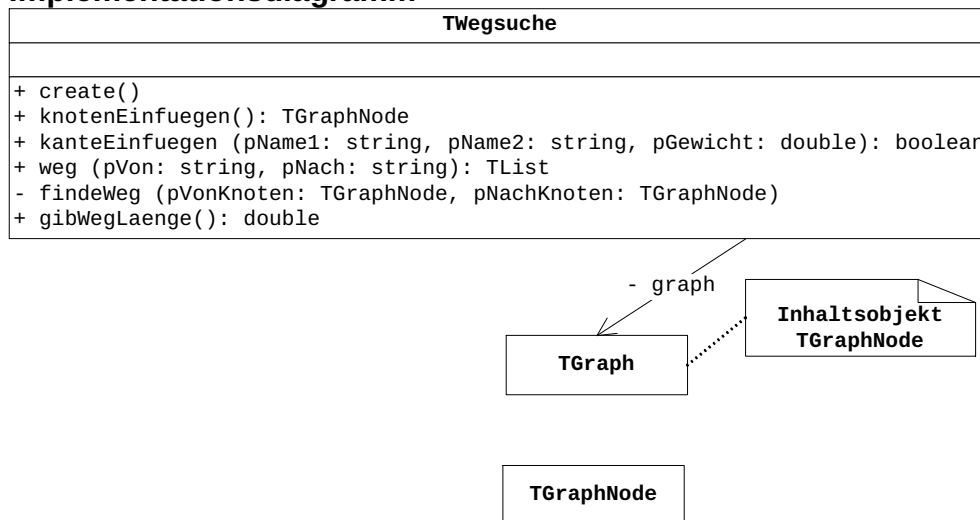 Implementationsdiagramm
TWegsuche
+ create()
+ knotenEinfuegen(): TGraphNode
+ kanteEinfuegen (pName1: string, pName2: string, pGewicht: double): boolean
+ weg (pVon: string, pNach: string): TList
- findeWeg (pVonKnoten: TGraphNode, pNachKnoten: TGraphNode)
+ gibWegLaenge(): double
- graph
Inhaltsobjekt
TGraphNode
TGraph
TGraphNode